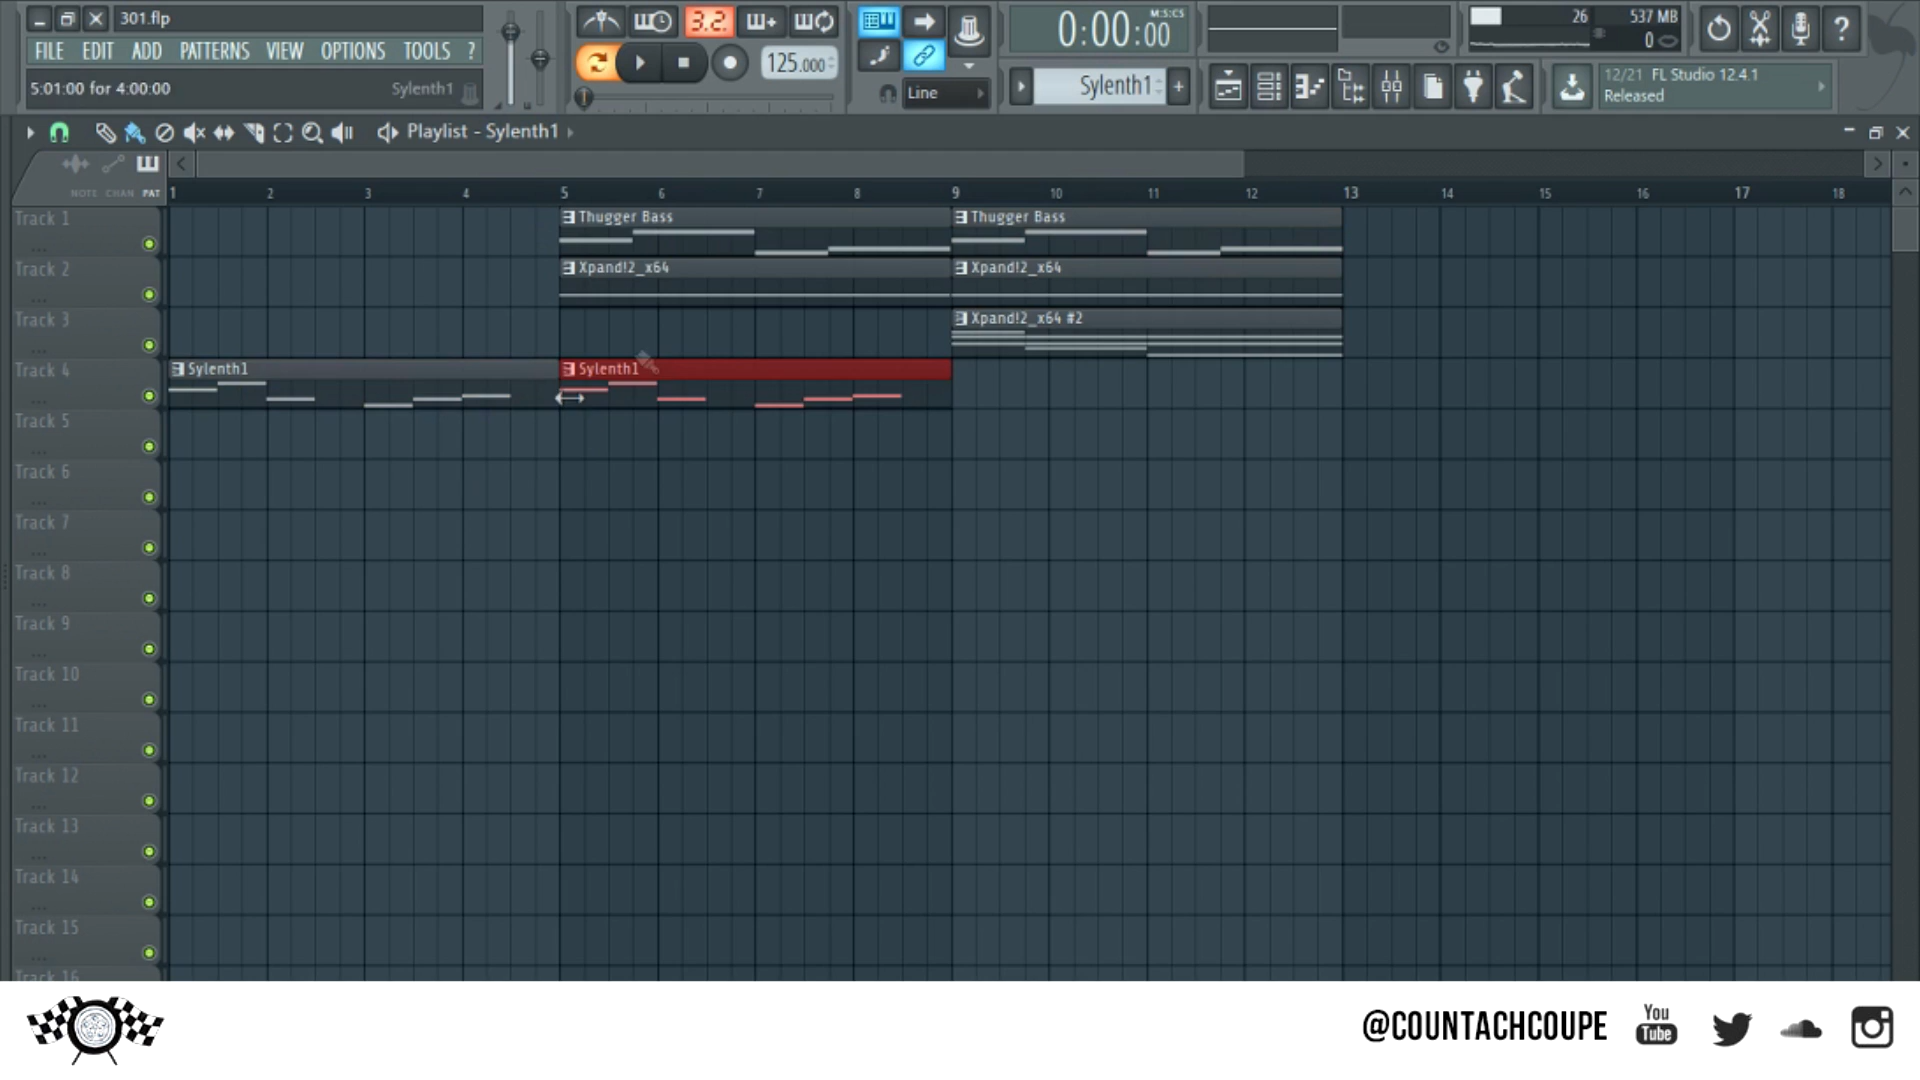 301.flp
FILE EDIT ADD PATTERNS VIEW OPTIONS TOOLS ?
5:01:00 for 4:00:00 Sylenth1
3.2.
125.000
Line
0:00:00 M:S:CS
Sylenth1 +
26 537 MB
0
?
12/21 FL Studio 12.4.1
Released
Playlist - Sylenth1
NOTE CHAN PAT
1 2 3 4 5 6 7 8 9 10 11 12 13 14 15 16 17 18
Track 1 Thugger Bass Thugger Bass
Track 2 Xpand!2_x64 Xpand!2_x64
Track 3 Xpand!2_x64 #2
Track 4 Sylenth1 Sylenth1
Track 5
Track 6
Track 7
Track 8
Track 9
Track 10
Track 11
Track 12
Track 13
Track 14
Track 15
Track 16
@COUNTACHCOUPE You Tube